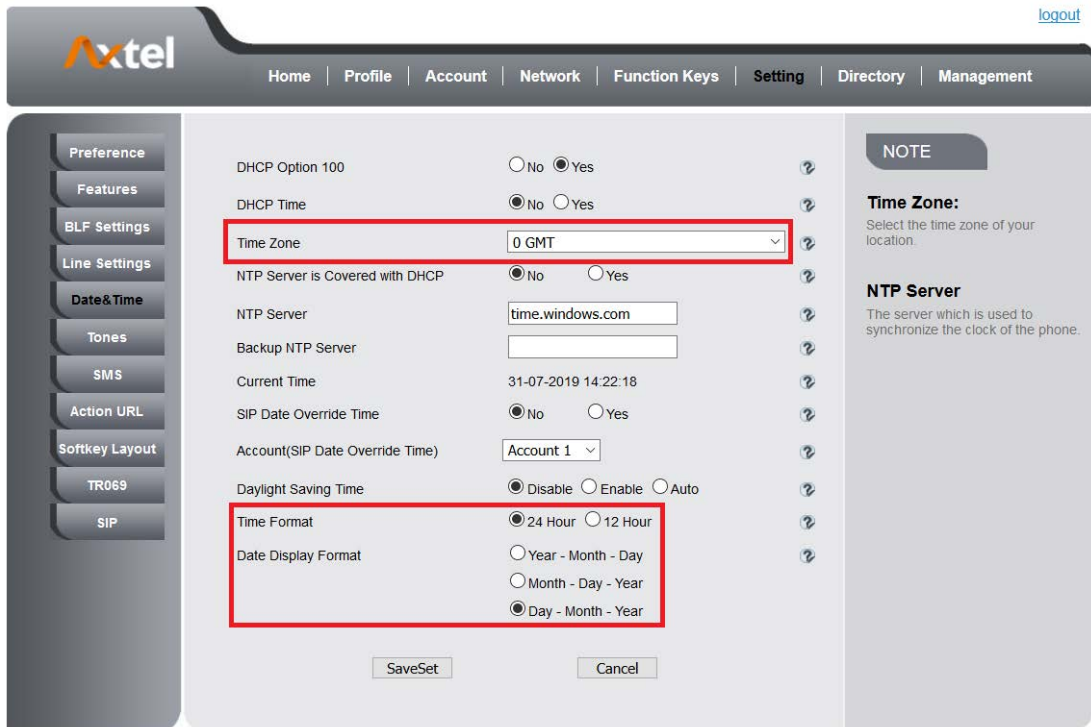 logout
Axtel
Home Profile Account Network Function Keys Setting Directory Management
Preference
Features
BLF Settings
Line Settings
Date&Time
Tones
SMS
Action URL
Softkey Layout
TR069
SIP
DHCP Option 100 No Yes
DHCP Time No Yes
Time Zone 0 GMT
NTP Server is Covered with DHCP No Yes
NTP Server time.windows.com
Backup NTP Server
Current Time 31-07-2019 14:22:18
SIP Date Override Time No Yes
Account(SIP Date Override Time) Account 1
Daylight Saving Time Disable Enable Auto
Time Format 24 Hour 12 Hour
Date Display Format Year - Month - Day
Month - Day - Year
Day - Month - Year
SaveSet Cancel
NOTE
Time Zone:
Select the time zone of your
location.
NTP Server
The server which is used to
synchronize the clock of the phone.